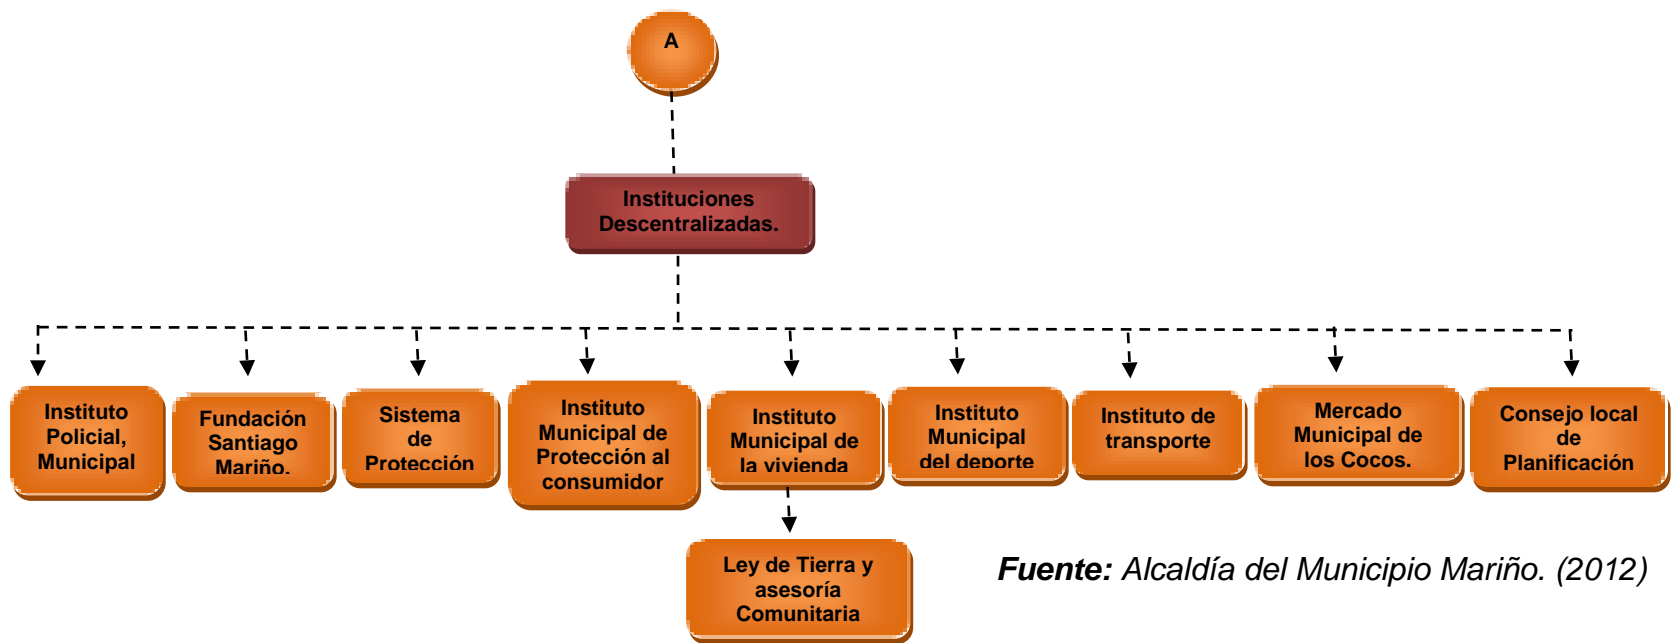 A
Instituciones
Descentralizadas.
Instituto
Policial,
Municipal
Fundación
Santiago
Mariño.
Sistema
de
Protección
Instituto
Municipal de
Protección al
consumidor
Instituto
Municipal de
la vivienda
Instituto
Municipal
del deporte
Instituto de
transporte
Mercado
Municipal de
los Cocos.
Consejo local
de
Planificación
Ley de Tierra y
asesoría
Comunitaria
Fuente: Alcaldía del Municipio Mariño. (2012)